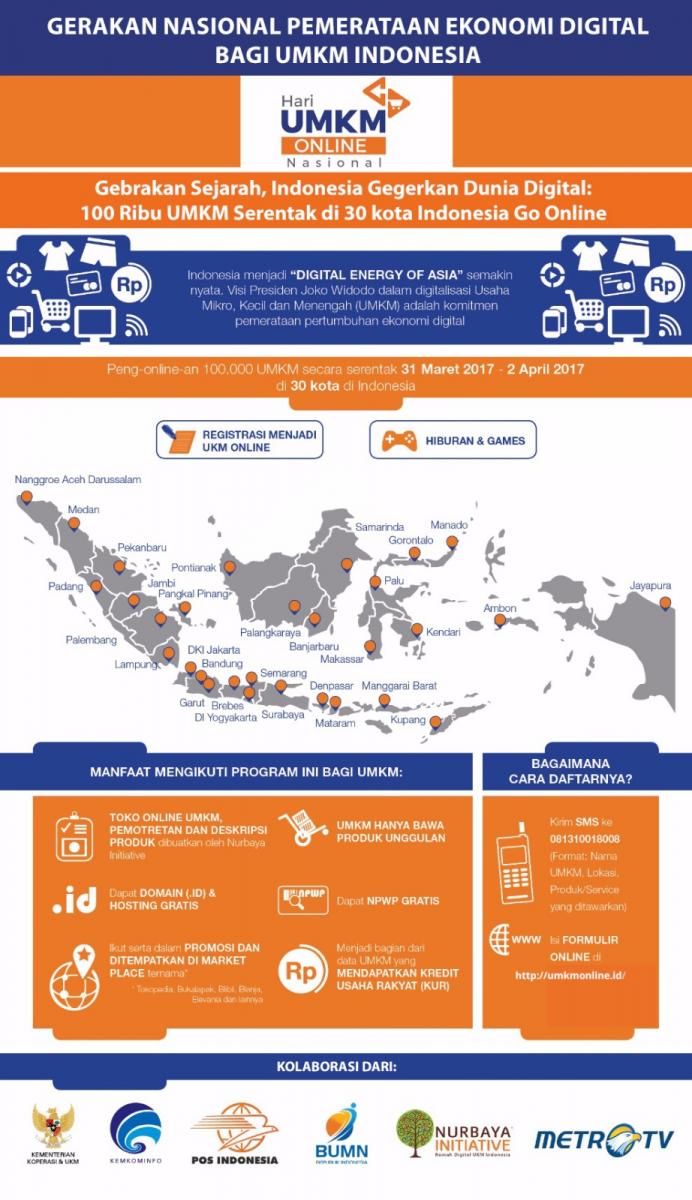 GERAKAN NASIONAL PEMERATAAN EKONOMI DIGITAL
BAGI UMKM INDONESIA
Hari
UMKM
ONLINE
Nasional
Gebrakan Sejarah, Indonesia Gegerkan Dunia Digital:
100 Ribu UMKM Serentak di 30 kota Indonesia Go Online
Rp
Indonesia menjadi “DIGITAL ENERGY OF ASIA” semakin
nyata. Visi Presiden Joko Widodo dalam digitalisasi Usaha
Mikro, Kecil dan Menengah (UMKM) adalah komitmen
pemerataan pertumbuhan ekonomi digital
Rp
Peng-online-an 100.000 UMKM secara serentak 31 Maret 2017 - 2 April 2017
di 30 kota di Indonesia
REGISTRASI MENJADI
UKM ONLINE
HIBURAN & GAMES
Nanggroe Aceh Darussalam
Medan
Pekanbaru
Padang
Jambi
Pangkal Pinang
Palembang
Lampung
Pontianak
Samarinda
Gorontalo
Manado
Palu
Palangkaraya
Banjarbaru
Makassar
Kendari
Ambon
Jayapura
DKI Jakarta
Bandung
Semarang
Garut
Brebes
DI Yogyakarta
Surabaya
Denpasar
Mataram
Manggarai Barat
Kupang
MANFAAT MENGIKUTI PROGRAM INI BAGI UMKM:
TOKO ONLINE UMKM,
PEMOTRETAN DAN DESKRIPSI
PRODUK dibuatkan oleh Nurbaya
Initiative
UMKM HANYA BAWA
PRODUK UNGGULAN
.id
Dapat DOMAIN (.ID) &
HOSTING GRATIS
NPWP
Dapat NPWP GRATIS
Ikut serta dalam PROMOSI DAN
DITEMPATKAN DI MARKET
PLACE ternama*
* Tokopedia, Bukalapak, Blibli, Blanja,
Elevania dan lainnya
Rp
Menjadi bagian dari
data UMKM yang
MENDAPATKAN KREDIT
USAHA RAKYAT (KUR)
BAGAIMANA
CARA DAFTARNYA?
Kirim SMS ke
081310018008
(Format: Nama
UMKM, Lokasi,
Produk/Service
yang ditawarkan)
WWW
Isi FORMULIR
ONLINE di
http://umkmonline.id/
KOLABORASI DARI:
KEMENTERIAN
KOPERASI & UKM
KEMKOMINFO
POS INDONESIA
BUMN
REPUBLIK INDONESIA
NURBAYA
INITIATIVE
Rumah Digital UKM Indonesia
METRO TV